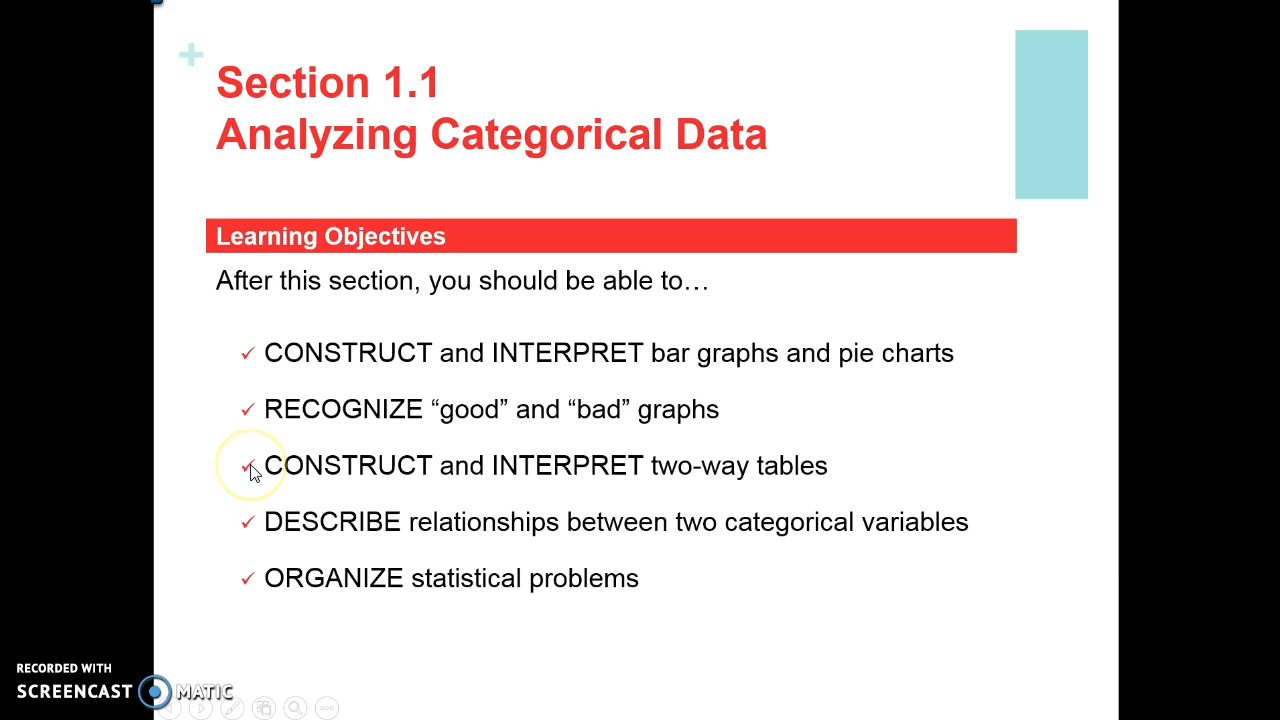 Section 1.1
Analyzing Categorical Data
Learning Objectives
After this section, you should be able to…
CONSTRUCT and INTERPRET bar graphs and pie charts
RECOGNIZE “good” and “bad” graphs
CONSTRUCT and INTERPRET two-way tables
DESCRIBE relationships between two categorical variables
ORGANIZE statistical problems
RECORDED WITH
SCREENCAST MATIC